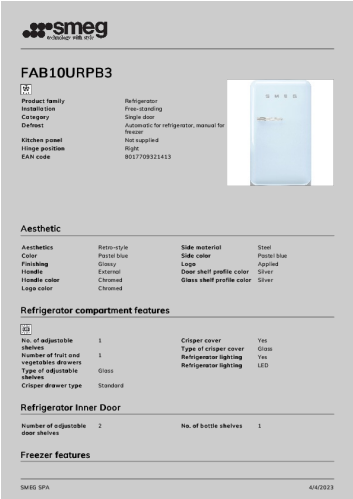 smeg
technology with style
FAB10URPB3
Product family Refrigerator
Installation Free-standing
Category Single door
Defrost Automatic for refrigerator, manual for
freezer
Kitchen panel Not supplied
Hinge position Right
EAN code 8017709321413
SMEG
Aesthetic
Aesthetics Retro-style
Color Pastel blue
Finishing Glossy
Handle External
Handle color Chromed
Logo color Chromed
Side material Steel
Side color Pastel blue
Logo Applied
Door shelf profile color Silver
Glass shelf profile color Silver
Refrigerator compartment features
No. of adjustable 1
shelves
Number of fruit and 1
vegetables drawers
Type of adjustable Glass
shelves
Crisper drawer type Standard
Crisper cover Yes
Type of crisper cover Glass
Refrigerator lighting Yes
Refrigerator lighting LED
Refrigerator Inner Door
Number of adjustable 2
door shelves
No. of bottle shelves 1
Freezer features
SMEG SPA 4/4/2023